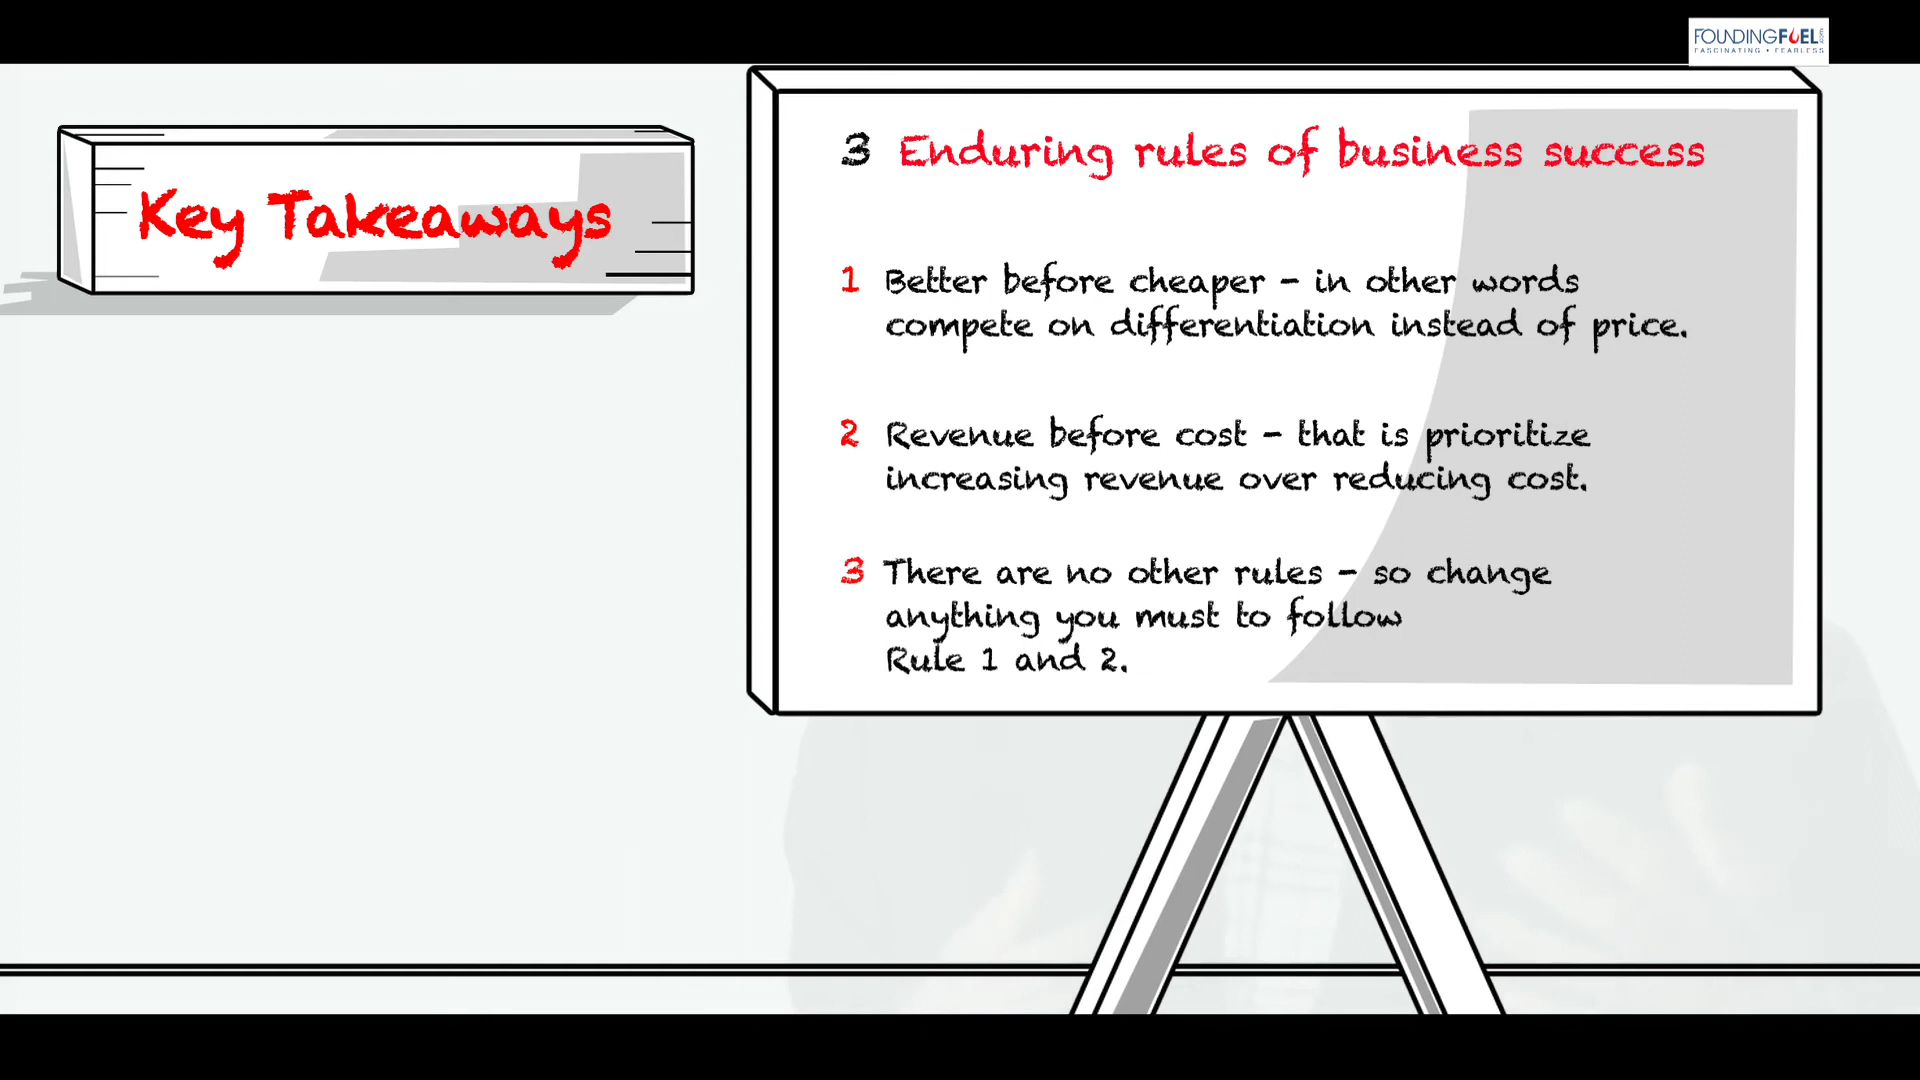 FOUNDINGFUEL.com
FASCINATING • FEARLESS
Key Takeaways
3 Enduring rules of business success
1 Better before cheaper - in other words
compete on differentiation instead of price.
2 Revenue before cost - that is prioritize
increasing revenue over reducing cost.
3 There are no other rules - so change
anything you must to follow
Rule 1 and 2.